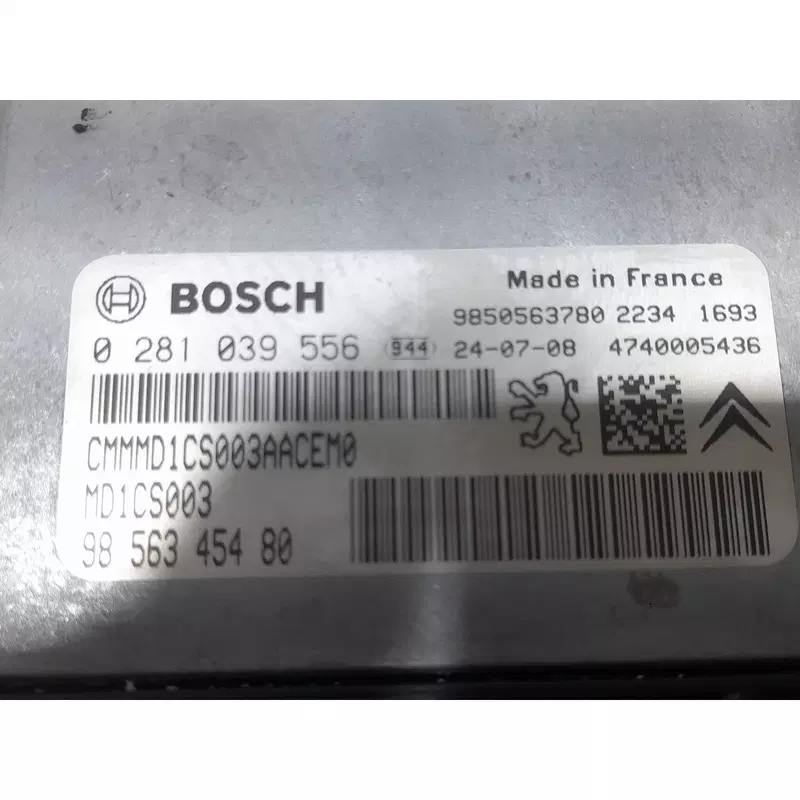 BOSCH
Made in France
9850563780 2234 1693
0 281 039 556 944 24-07-08 4740005436
CMMMD1CS003AACEM0
MD1CS003
98 563 454 80